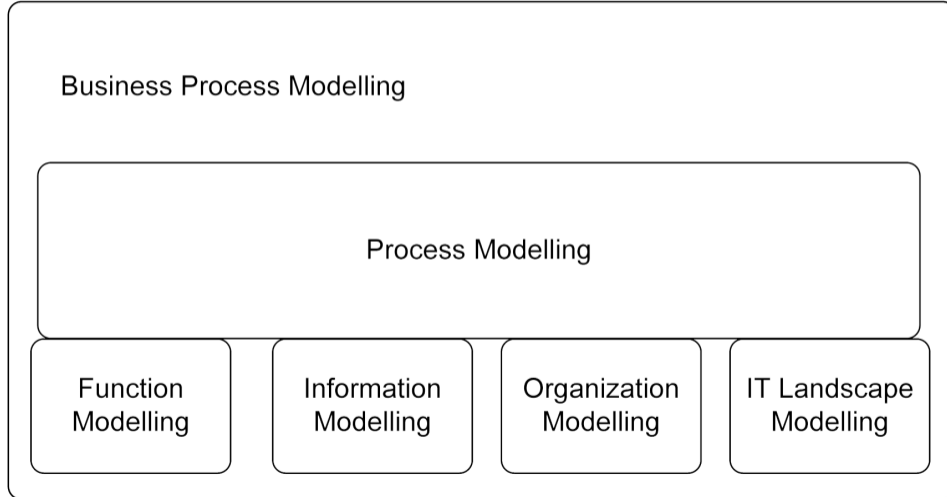 Business Process Modelling
Process Modelling
Function
Modelling
Information
Modelling
Organization
Modelling
IT Landscape
Modelling